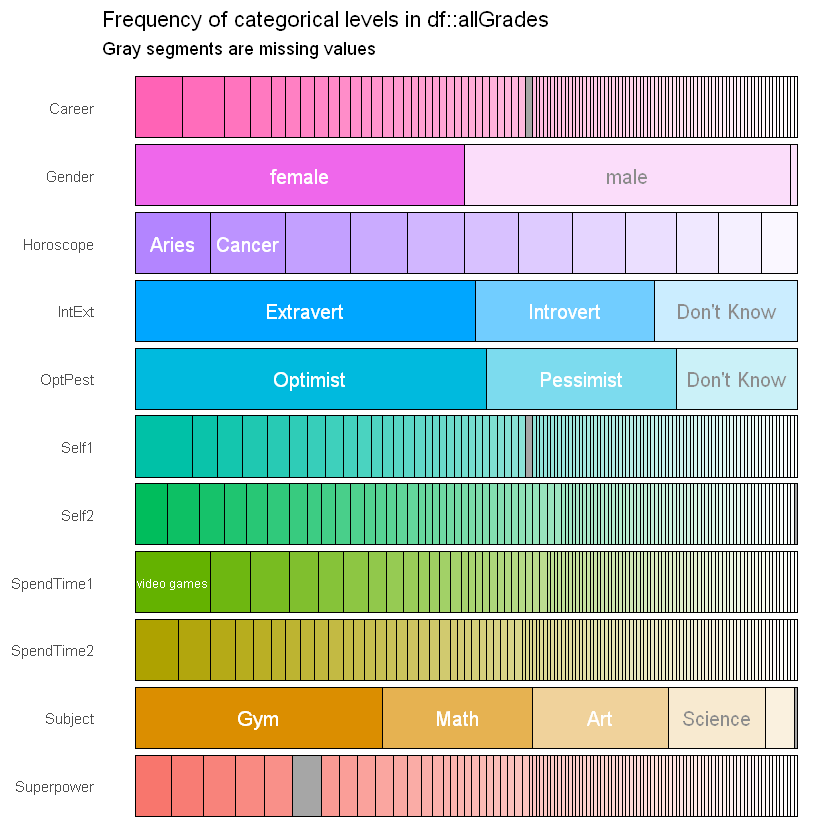 Frequency of categorical levels in df::allGrades
Gray segments are missing values
Career
Gender
female
male
Horoscope
Aries
Cancer
IntExt
Extravert
Introvert
Don't Know
OptPest
Optimist
Pessimist
Don't Know
Self1
Self2
SpendTime1
video games
SpendTime2
Subject
Gym
Math
Art
Science
Superpower